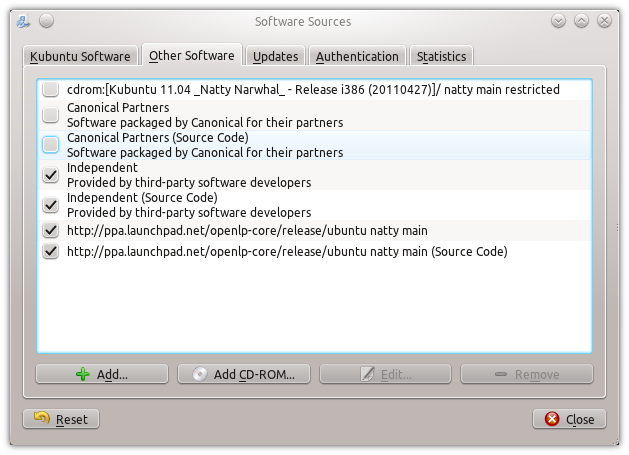 Software Sources
Kubuntu Software
Other Software
Updates
Authentication
Statistics
cdrom:[Kubuntu 11.04 _Natty Narwhal_ - Release i386 (20110427)]/ natty main restricted
Canonical Partners
Software packaged by Canonical for their partners
Canonical Partners (Source Code)
Software packaged by Canonical for their partners
Independent
Provided by third-party software developers
Independent (Source Code)
Provided by third-party software developers
http://ppa.launchpad.net/openlp-core/release/ubuntu natty main
http://ppa.launchpad.net/openlp-core/release/ubuntu natty main (Source Code)
Add...
Add CD-ROM...
Edit...
Remove
Reset
Close